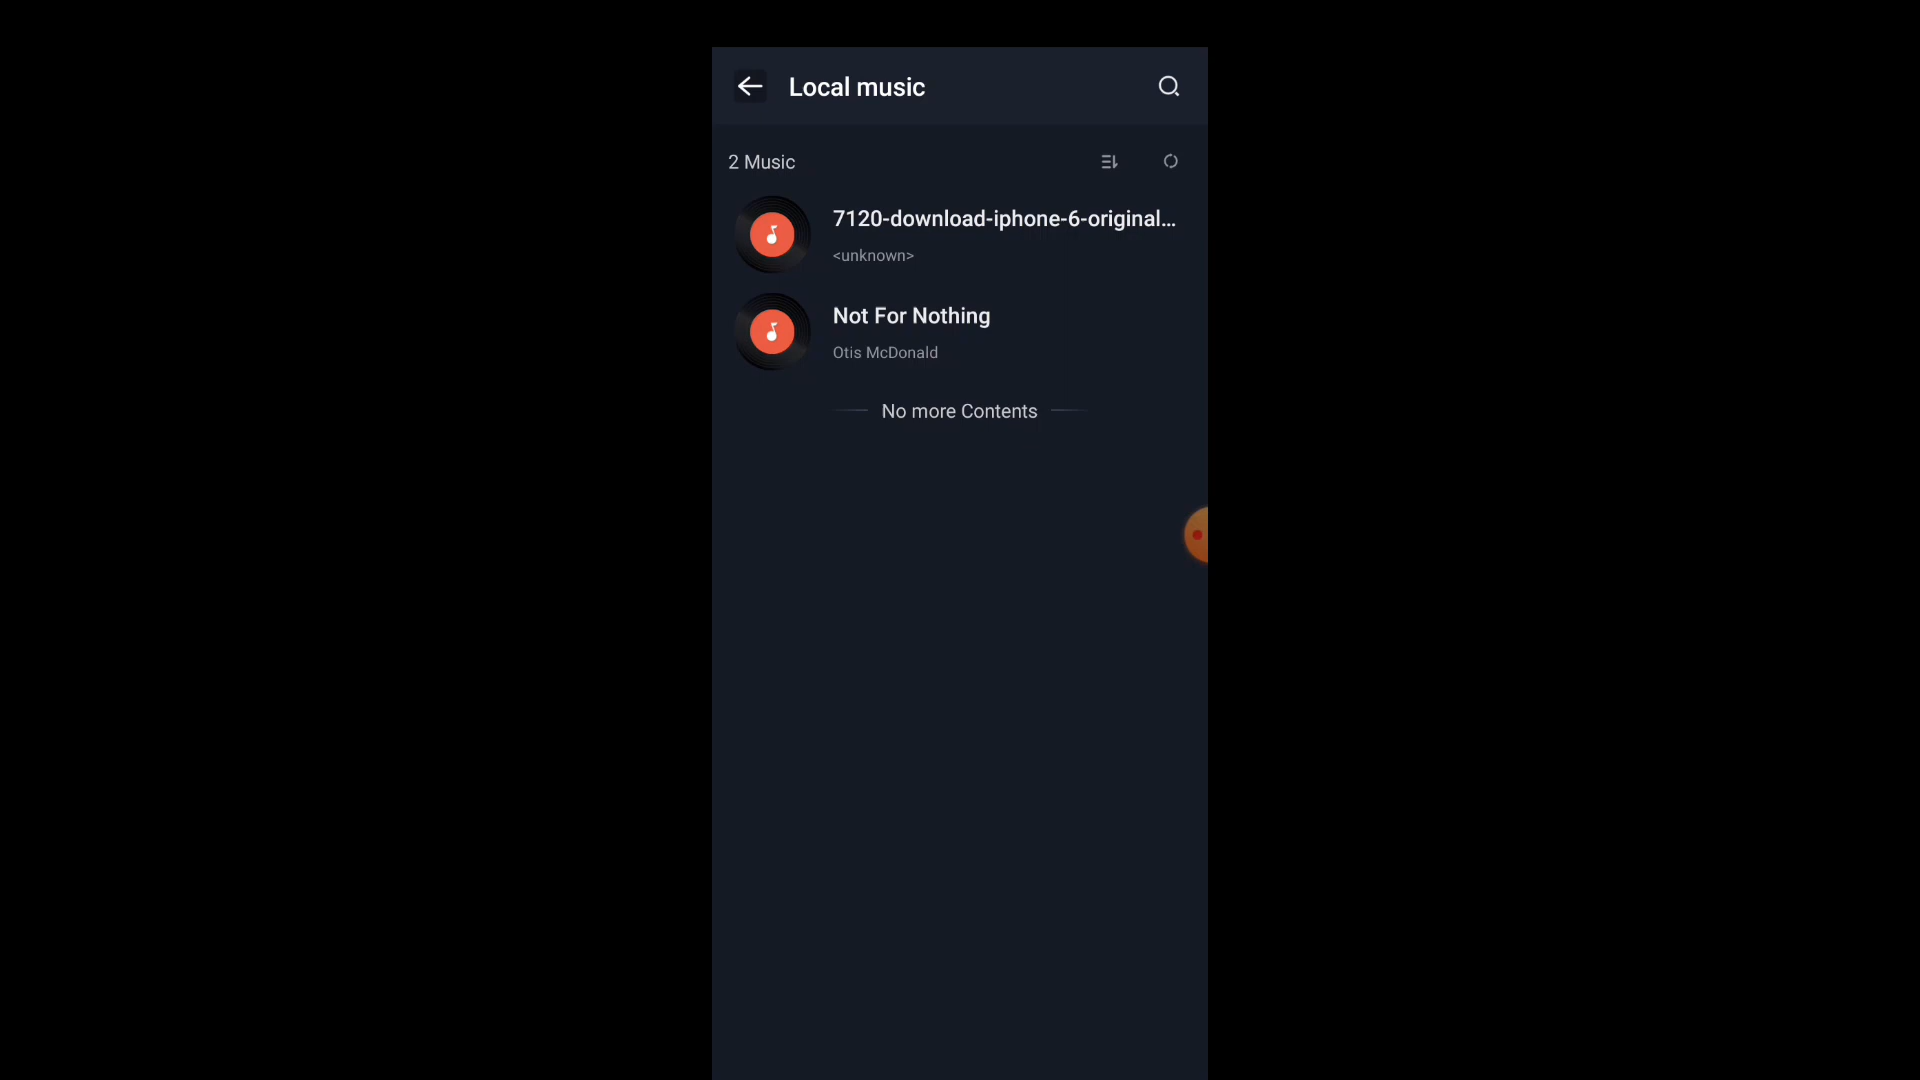 Local music
2 Music
7120-download-iphone-6-original...
<unknown>
Not For Nothing
Otis McDonald
No more Contents